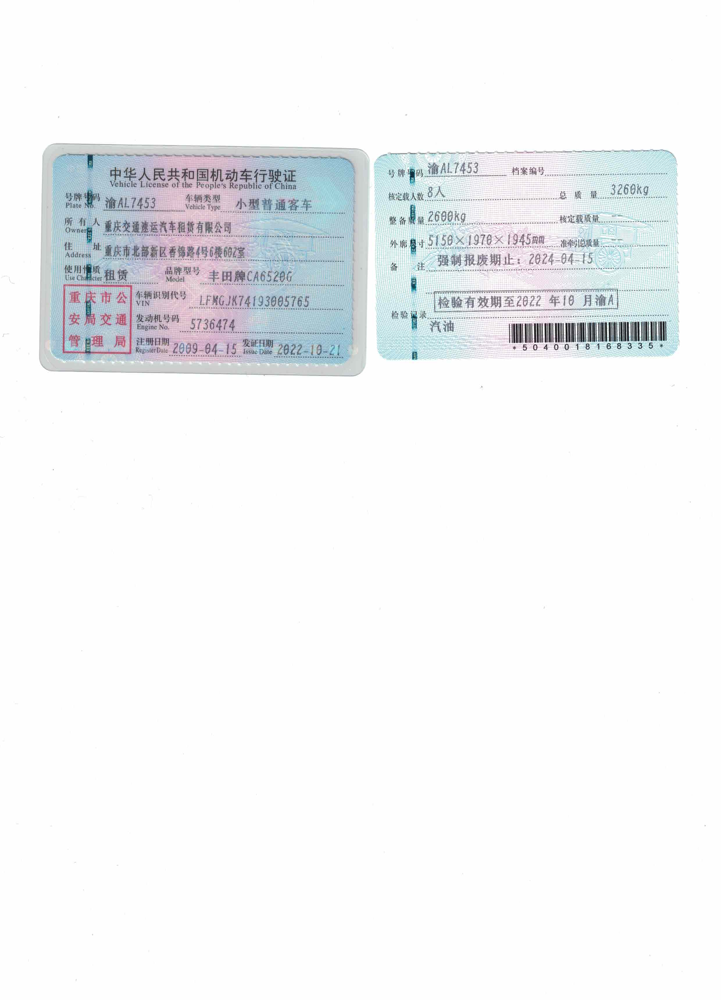 中华人民共和国机动车行驶证
Vehicle License of the People's Republic of China
号牌号码 渝AL7453 车辆类型 小型普通客车
Plate No. Vehicle Type
所有人 重庆交通速运汽车租赁有限公司
Owner
住址 重庆市北部新区香锦路4号6楼602室
Address
使用性质 租赁 品牌型号 丰田牌CA6520G
Use Character Model
重庆市公
安局交通
管理局
车辆识别代号 LFMGJK74193005765
VIN
发动机号码 5736474
Engine No.
注册日期 2009-04-15 发证日期 2022-10-21
Register Date Issue Date
号牌号码 渝AL7453 档案编号
核定载人数 8人 总质量 3260kg
整备质量 2600kg 核定载质量 --
外廓尺寸 5150×1970×1945mm 准牵引总质量 --
备注 强制报废期止：2024-04-15
检验有效期至2022 年10 月渝A
检验记录
汽油
*5040018168335*